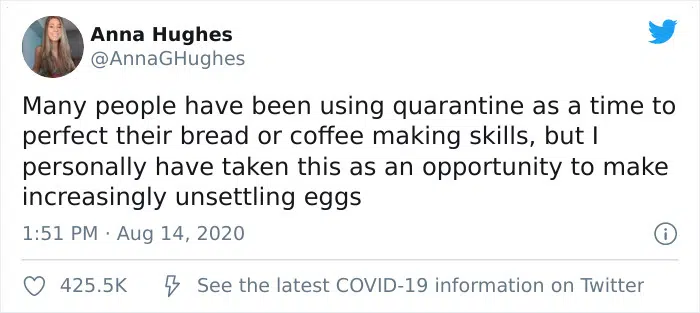 Anna Hughes
@AnnaGHughes
Many people have been using quarantine as a time to
perfect their bread or coffee making skills, but I
personally have taken this as an opportunity to make
increasingly unsettling eggs
1:51 PM · Aug 14, 2020
425.5K See the latest COVID-19 information on Twitter